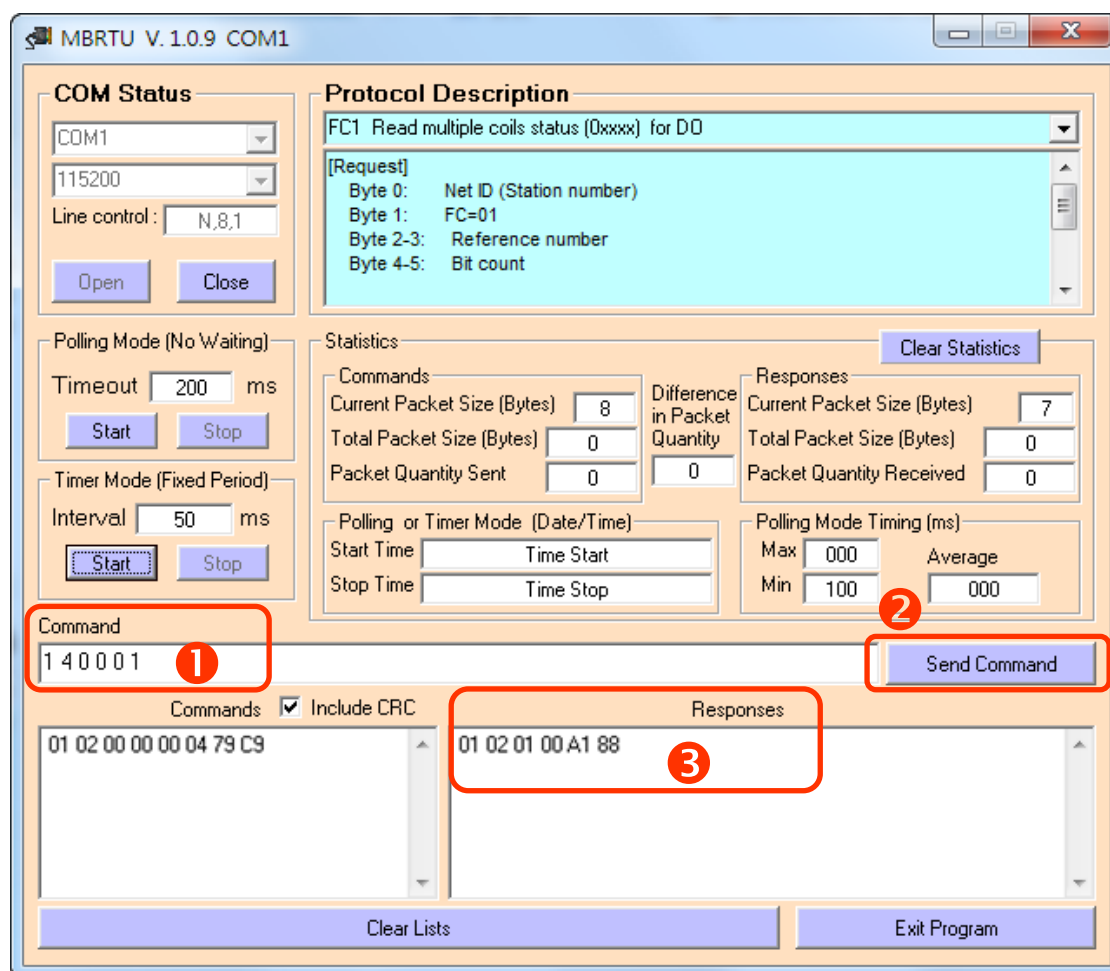 MBRTU V. 1.0.9 COM1
COM Status
COM1
115200
Line control : N,8,1
Open Close
Protocol Description
FC1 Read multiple coils status (0xxxx) for DO
[Request]
Byte 0: Net ID (Station number)
Byte 1: FC=01
Byte 2-3: Reference number
Byte 4-5: Bit count
Polling Mode (No Waiting)
Timeout 200 ms
Start Stop
Timer Mode (Fixed Period)
Interval 50 ms
Start Stop
Statistics
Clear Statistics
Commands
Current Packet Size (Bytes) 8
Total Packet Size (Bytes) 0
Packet Quantity Sent 0
Difference
in Packet
Quantity
0
Responses
Current Packet Size (Bytes) 7
Total Packet Size (Bytes) 0
Packet Quantity Received 0
Polling or Timer Mode (Date/Time)
Start Time Time Start
Stop Time Time Stop
Polling Mode Timing (ms)
Max 000
Min 100
Average
000
Command
1 4 0 0 0 1
1
2
Send Command
Commands Include CRC
01 02 00 00 00 04 79 C9
Responses
01 02 01 00 A1 88
3
Clear Lists
Exit Program